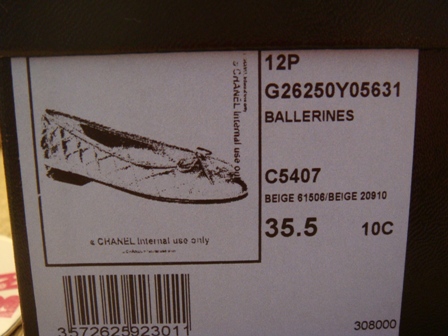 12P
G26250Y05631
BALLERINES
C5407
BEIGE 61506/BEIGE 20910
35.5 10C
© CHANEL Internal use only
© CHANEL Internal use only
3572625923011
308000